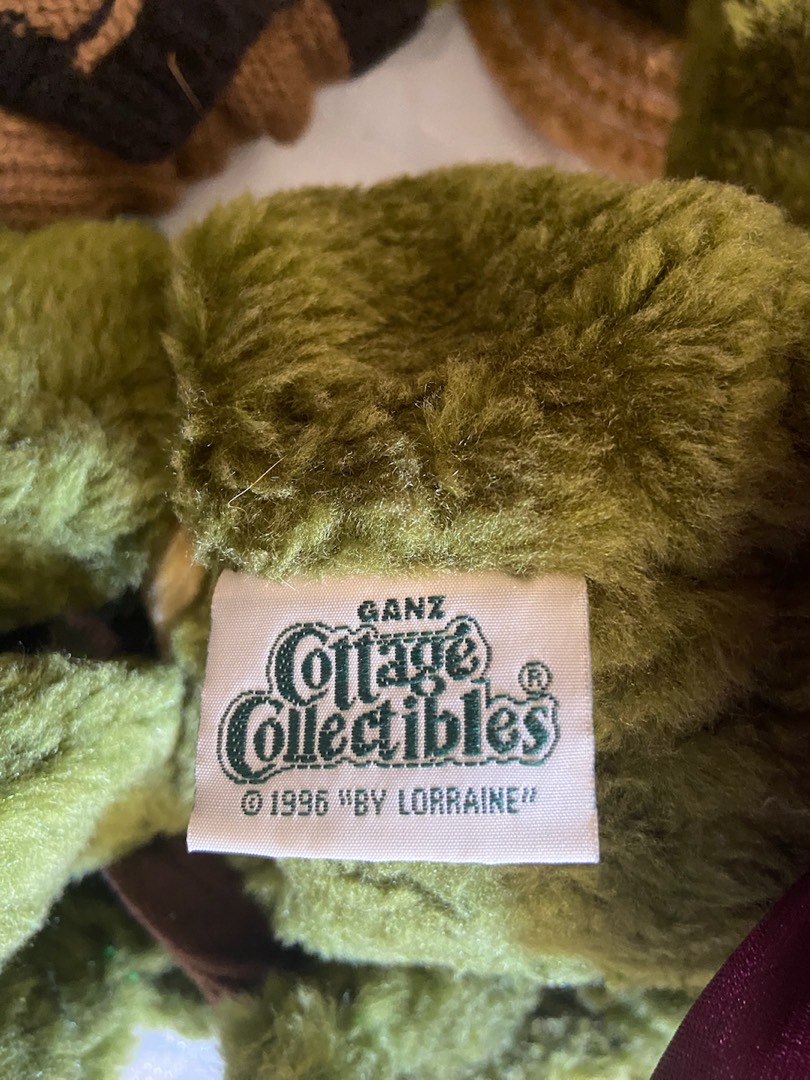 GANZ
Cottage
Collectibles ®
© 1996 "BY LORRAINE"